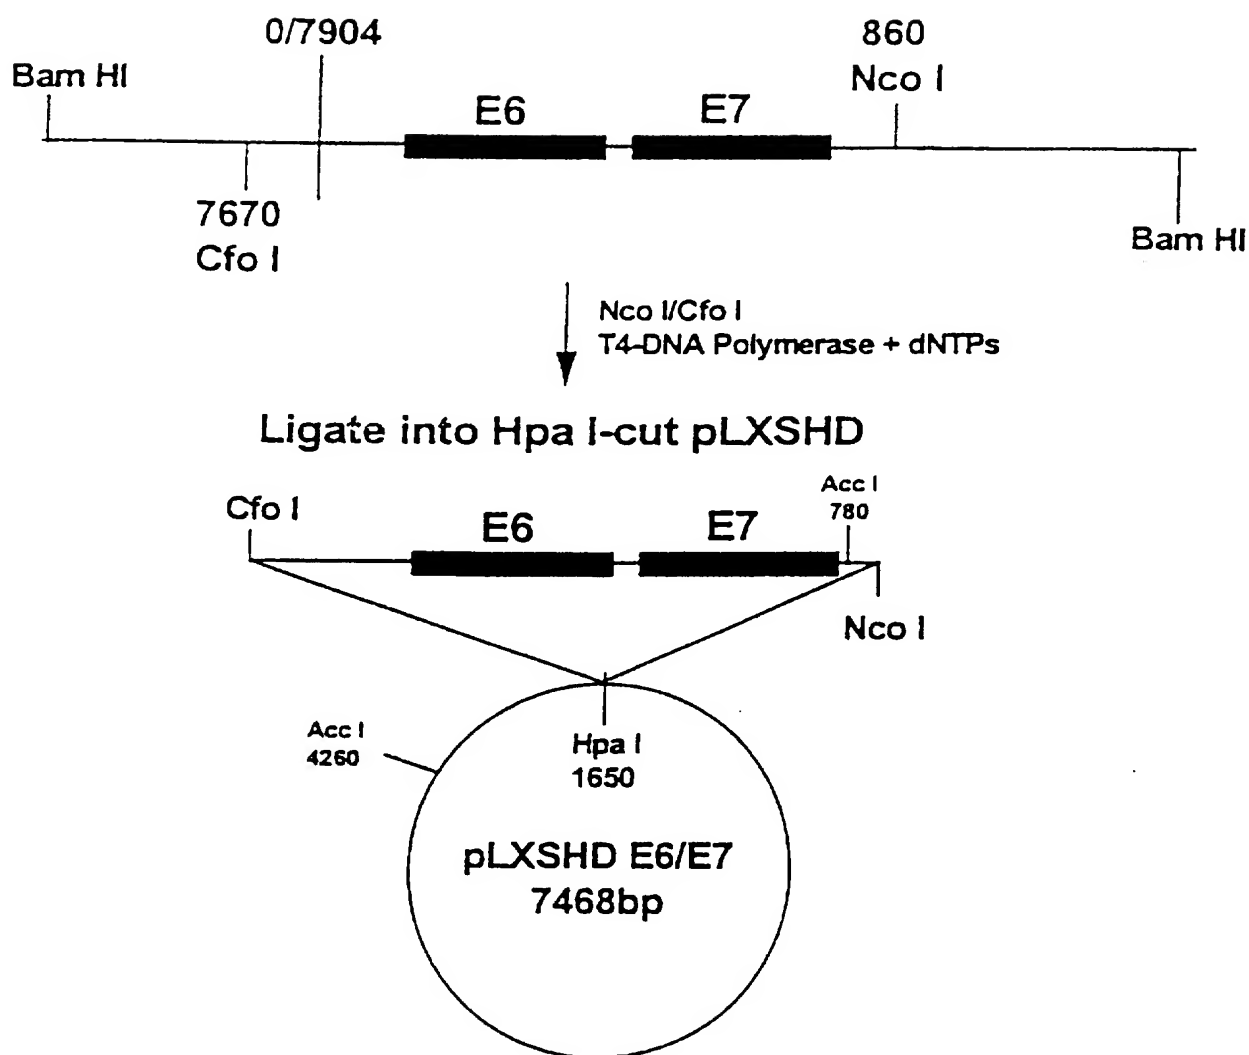 0/7904
860
Bam HI
Nco I
E6
E7
7670
Cfo I
Bam HI
Nco I/Cfo I
T4-DNA Polymerase + dNTPs
Ligate into Hpa I-cut pLXSHD
Acc I
780
Cfo I
E6
E7
Nco I
Acc I
4260
Hpa I
1650
pLXSHD E6/E7
7468bp